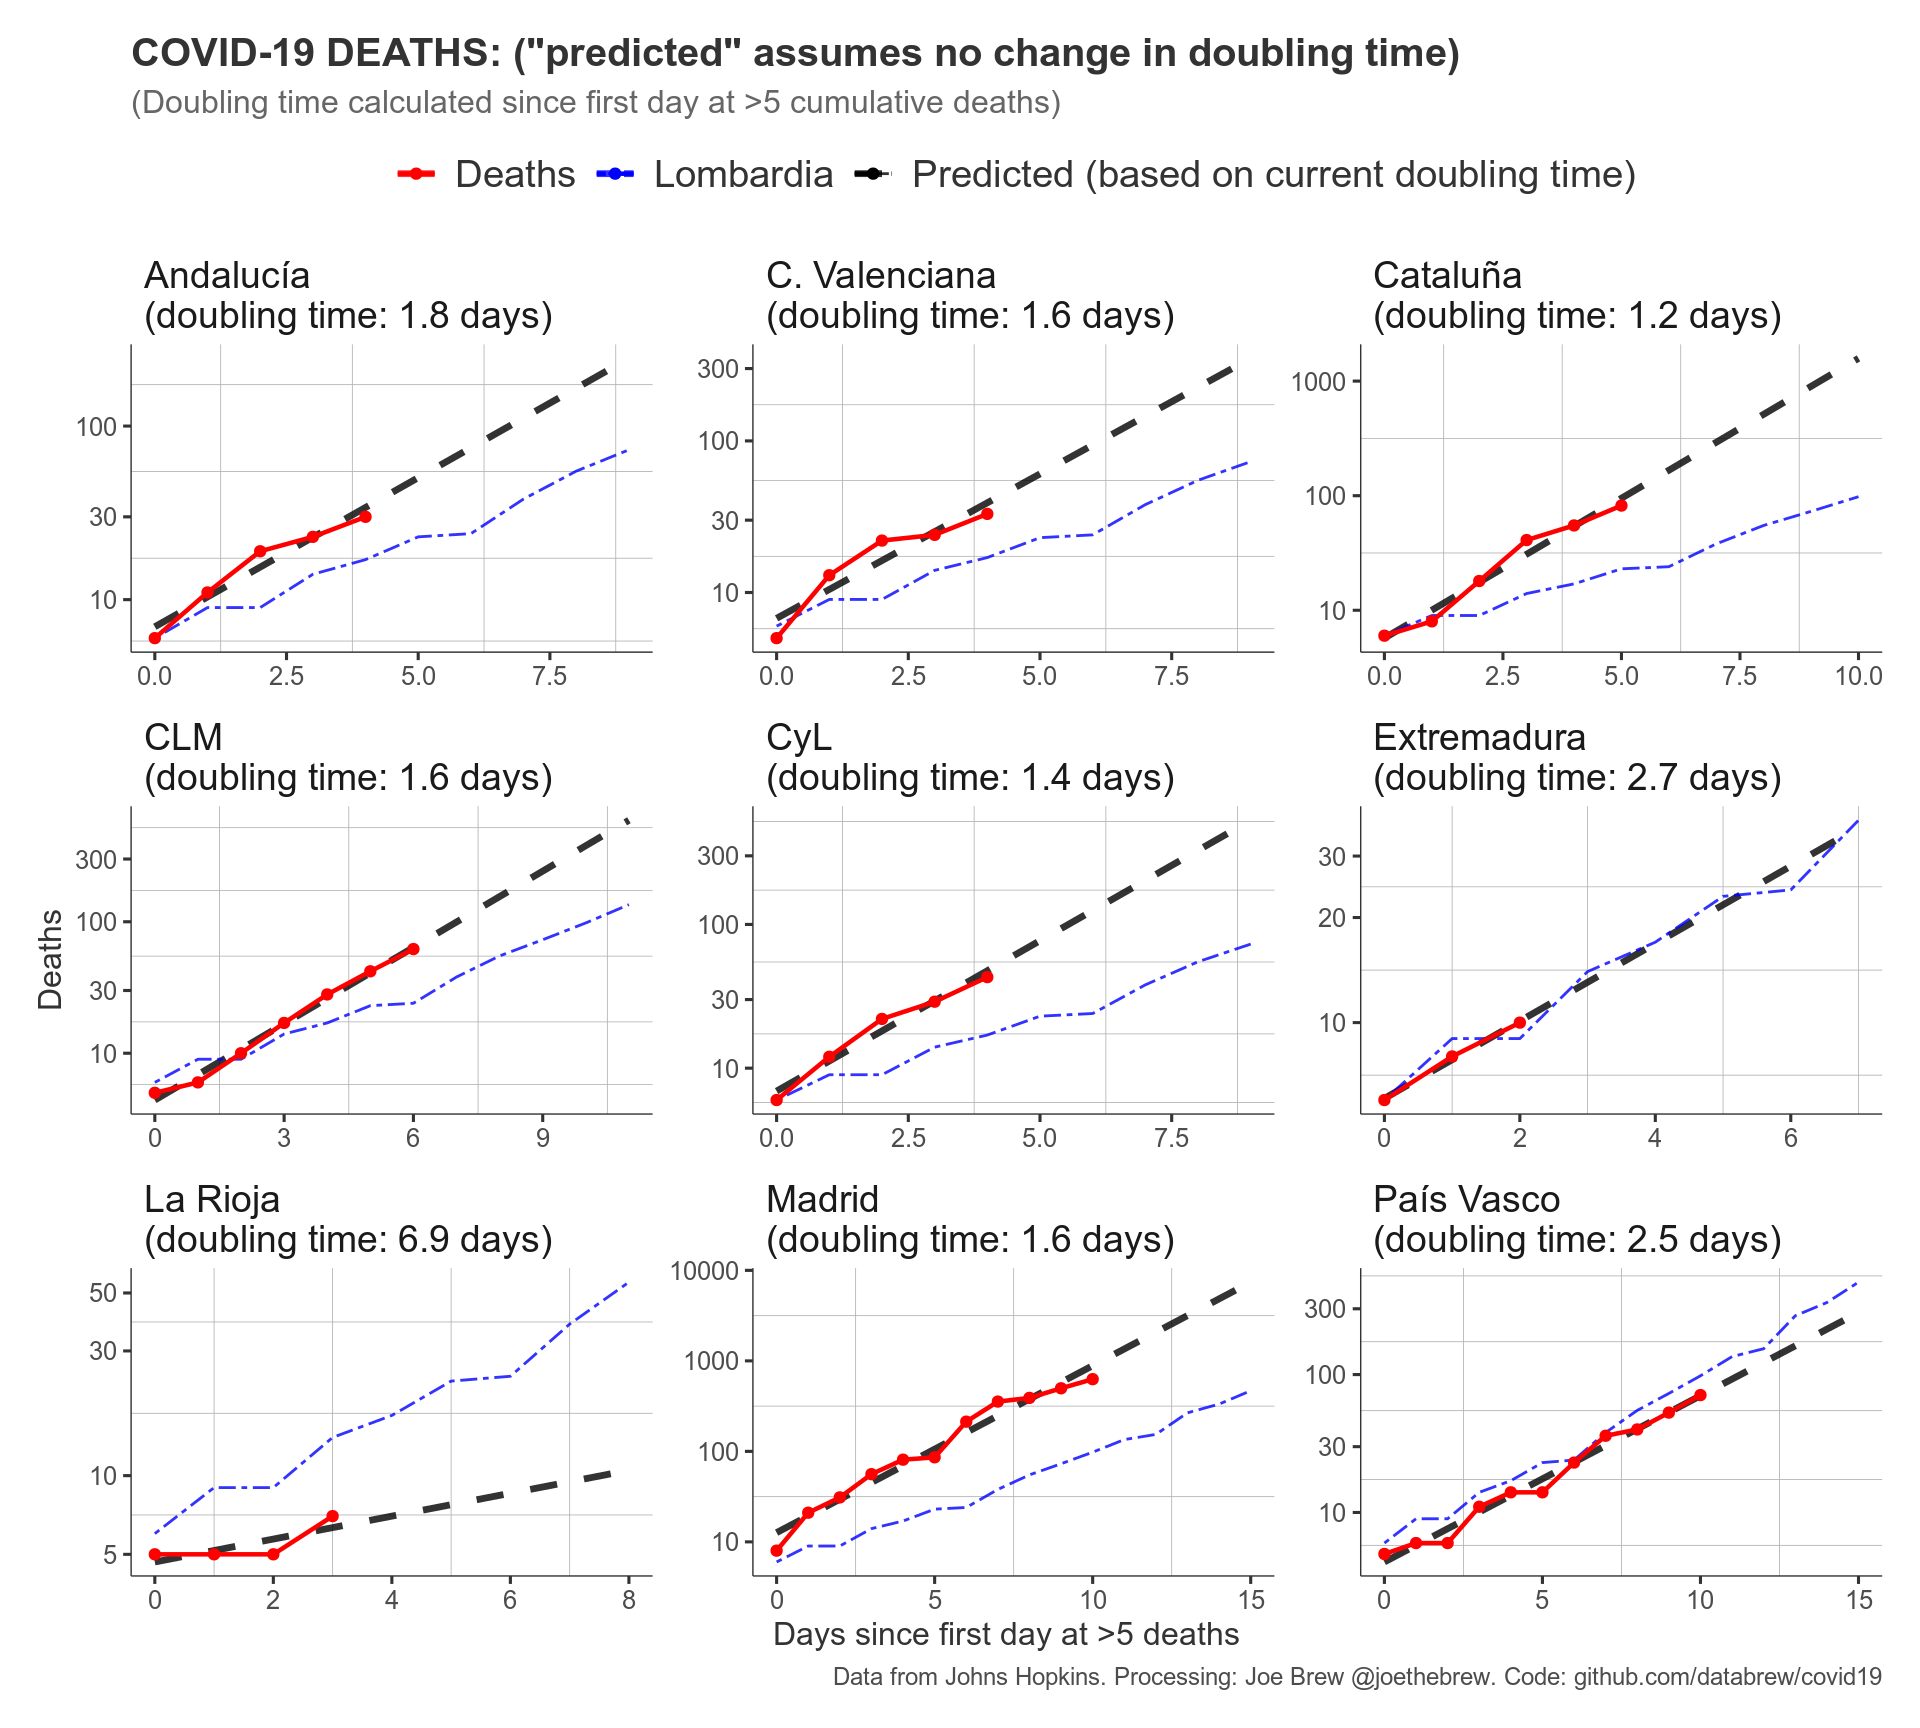 COVID-19 DEATHS: ("predicted" assumes no change in doubling time)
(Doubling time calculated since first day at >5 cumulative deaths)
Deaths Lombardia Predicted (based on current doubling time)
Andalucía
(doubling time: 1.8 days)
100
30
10
0.0 2.5 5.0 7.5
C. Valenciana
(doubling time: 1.6 days)
300
100
30
10
0.0 2.5 5.0 7.5
Cataluña
(doubling time: 1.2 days)
1000
100
10
0.0 2.5 5.0 7.5 10.0
CLM
(doubling time: 1.6 days)
300
100
30
10
0 3 6 9
CyL
(doubling time: 1.4 days)
300
100
30
10
0.0 2.5 5.0 7.5
Extremadura
(doubling time: 2.7 days)
30
20
10
0 2 4 6
Deaths
La Rioja
(doubling time: 6.9 days)
50
30
10
5
0 2 4 6 8
Madrid
(doubling time: 1.6 days)
10000
1000
100
10
0 5 10 15
País Vasco
(doubling time: 2.5 days)
300
100
30
10
0 5 10 15
Days since first day at >5 deaths
Data from Johns Hopkins. Processing: Joe Brew @joethebrew. Code: github.com/databrew/covid19